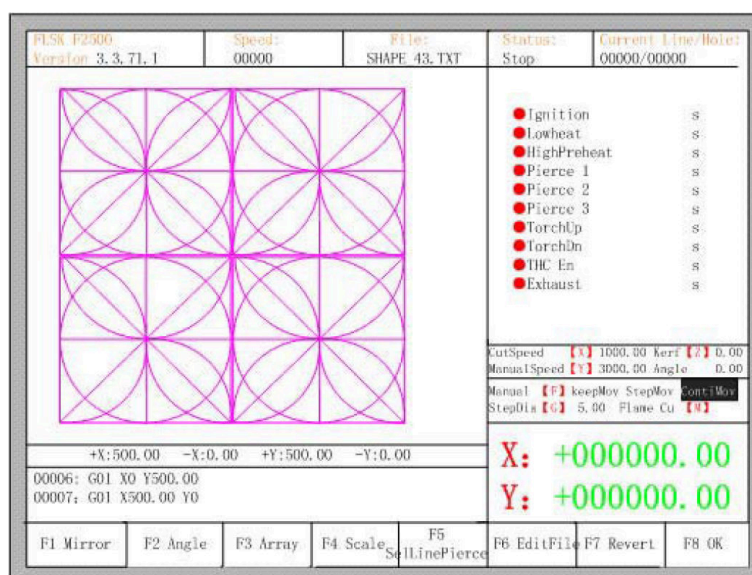 FLSK F2500
Version 3.3.71.1
Speed:
00000
File:
SHAPE_43.TXT
Status:
Stop
Current Line/Hole:
00000/00000
Ignition s
Lowheat s
HighPreheat s
Pierce 1 s
Pierce 2 s
Pierce 3 s
TorchUp s
TorchDn s
THC En s
Exhaust s
CutSpeed 【X】 1000.00 Kerf【Z】0.00
ManualSpeed【Y】3000.00 Angle 0.00
Manual 【F】keepMov StepMov ContiMov
StepDis【G】 5.00 Flame Cu 【M】
+X:500.00 -X:0.00 +Y:500.00 -Y:0.00
00006: G01 X0 Y500.00
00007: G01 X500.00 Y0
X: +000000.00
Y: +000000.00
F1 Mirror
F2 Angle
F3 Array
F4 Scale
F5
SelLinePierce
F6 EditFile
F7 Revert
F8 OK